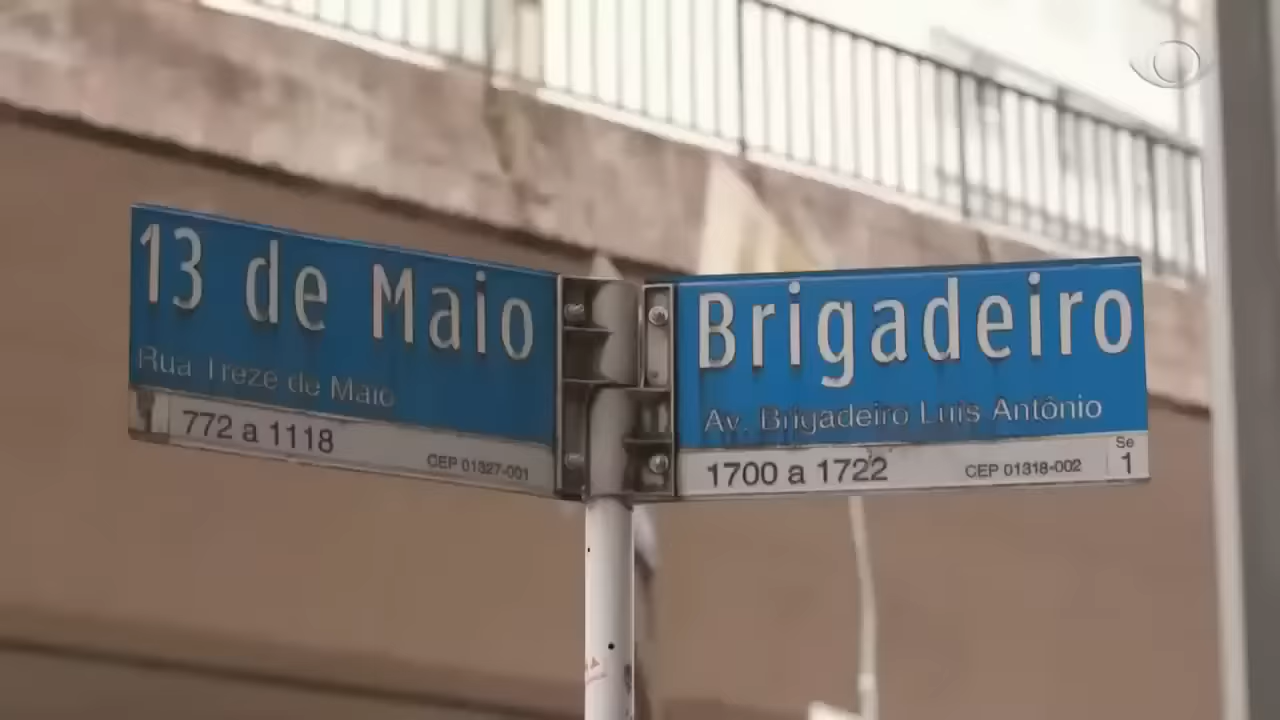 13 de Maio
Rua Treze de Maio
772 a 1118
CEP 01327-001
Brigadeiro
Av. Brigadeiro Luís Antônio
1700 a 1722
CEP 01318-002
Se
1